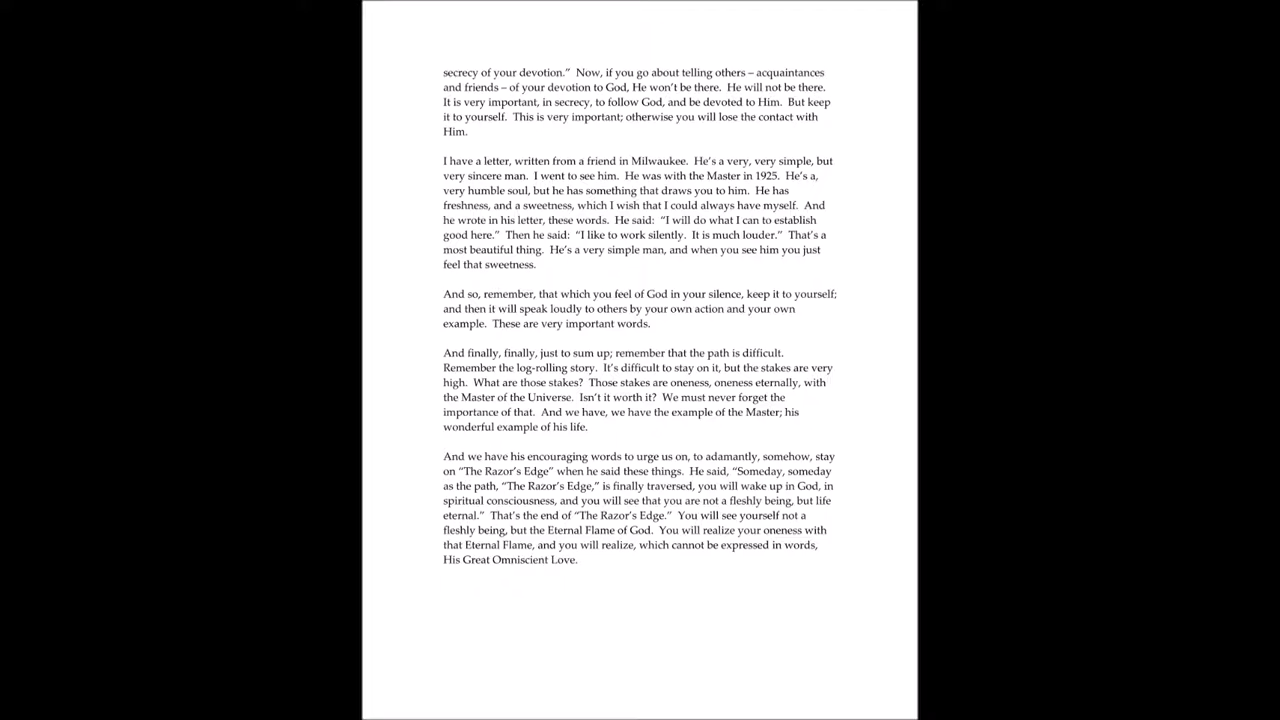 secrecy of your devotion.”  Now, if you go about telling others – acquaintances
and friends – of your devotion to God, He won’t be there.  He will not be there.
It is very important, in secrecy, to follow God, and be devoted to Him.  But keep
it to yourself.  This is very important; otherwise you will lose the contact with
Him.
I have a letter, written from a friend in Milwaukee.  He’s a very, very simple, but
very sincere man.  I went to see him.  He was with the Master in 1925.  He’s a,
very humble soul, but he has something that draws you to him.  He has
freshness, and a sweetness, which I wish that I could always have myself.  And
he wrote in his letter, these words.  He said:  “I will do what I can to establish
good here.”  Then he said:  “I like to work silently.  It is much louder.”  That’s a
most beautiful thing.  He’s a very simple man, and when you see him you just
feel that sweetness.
And so, remember, that which you feel of God in your silence, keep it to yourself;
and then it will speak loudly to others by your own action and your own
example.  These are very important words.
And finally, finally, just to sum up; remember that the path is difficult.
Remember the log-rolling story.  It’s difficult to stay on it, but the stakes are very
high.  What are those stakes?  Those stakes are oneness, oneness eternally, with
the Master of the Universe.  Isn’t it worth it?  We must never forget the
importance of that.  And we have, we have the example of the Master; his
wonderful example of his life.
And we have his encouraging words to urge us on, to adamantly, somehow, stay
on “The Razor’s Edge” when he said these things.  He said, “Someday, someday
as the path, “The Razor’s Edge,” is finally traversed, you will wake up in God, in
spiritual consciousness, and you will see that you are not a fleshly being, but life
eternal.”  That’s the end of “The Razor’s Edge.”  You will see yourself not a
fleshly being, but the Eternal Flame of God.  You will realize your oneness with
that Eternal Flame, and you will realize, which cannot be expressed in words,
His Great Omniscient Love.